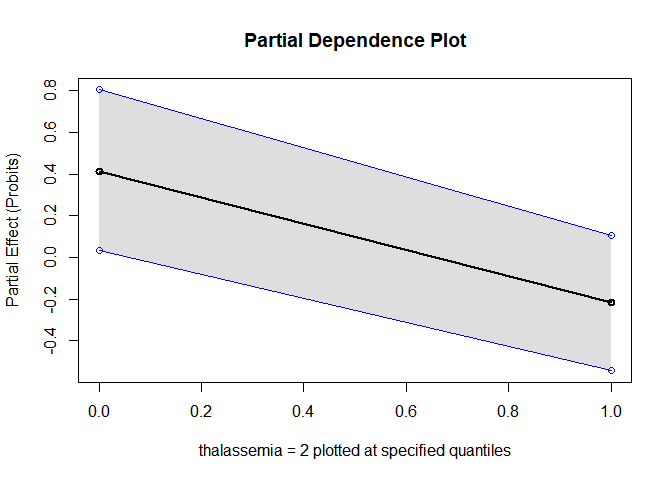 Partial Dependence Plot
Partial Effect (Probits)
0.8
0.6
0.4
0.2
0.0
-0.2
-0.4
0.0 0.2 0.4 0.6 0.8 1.0
thalassemia = 2 plotted at specified quantiles